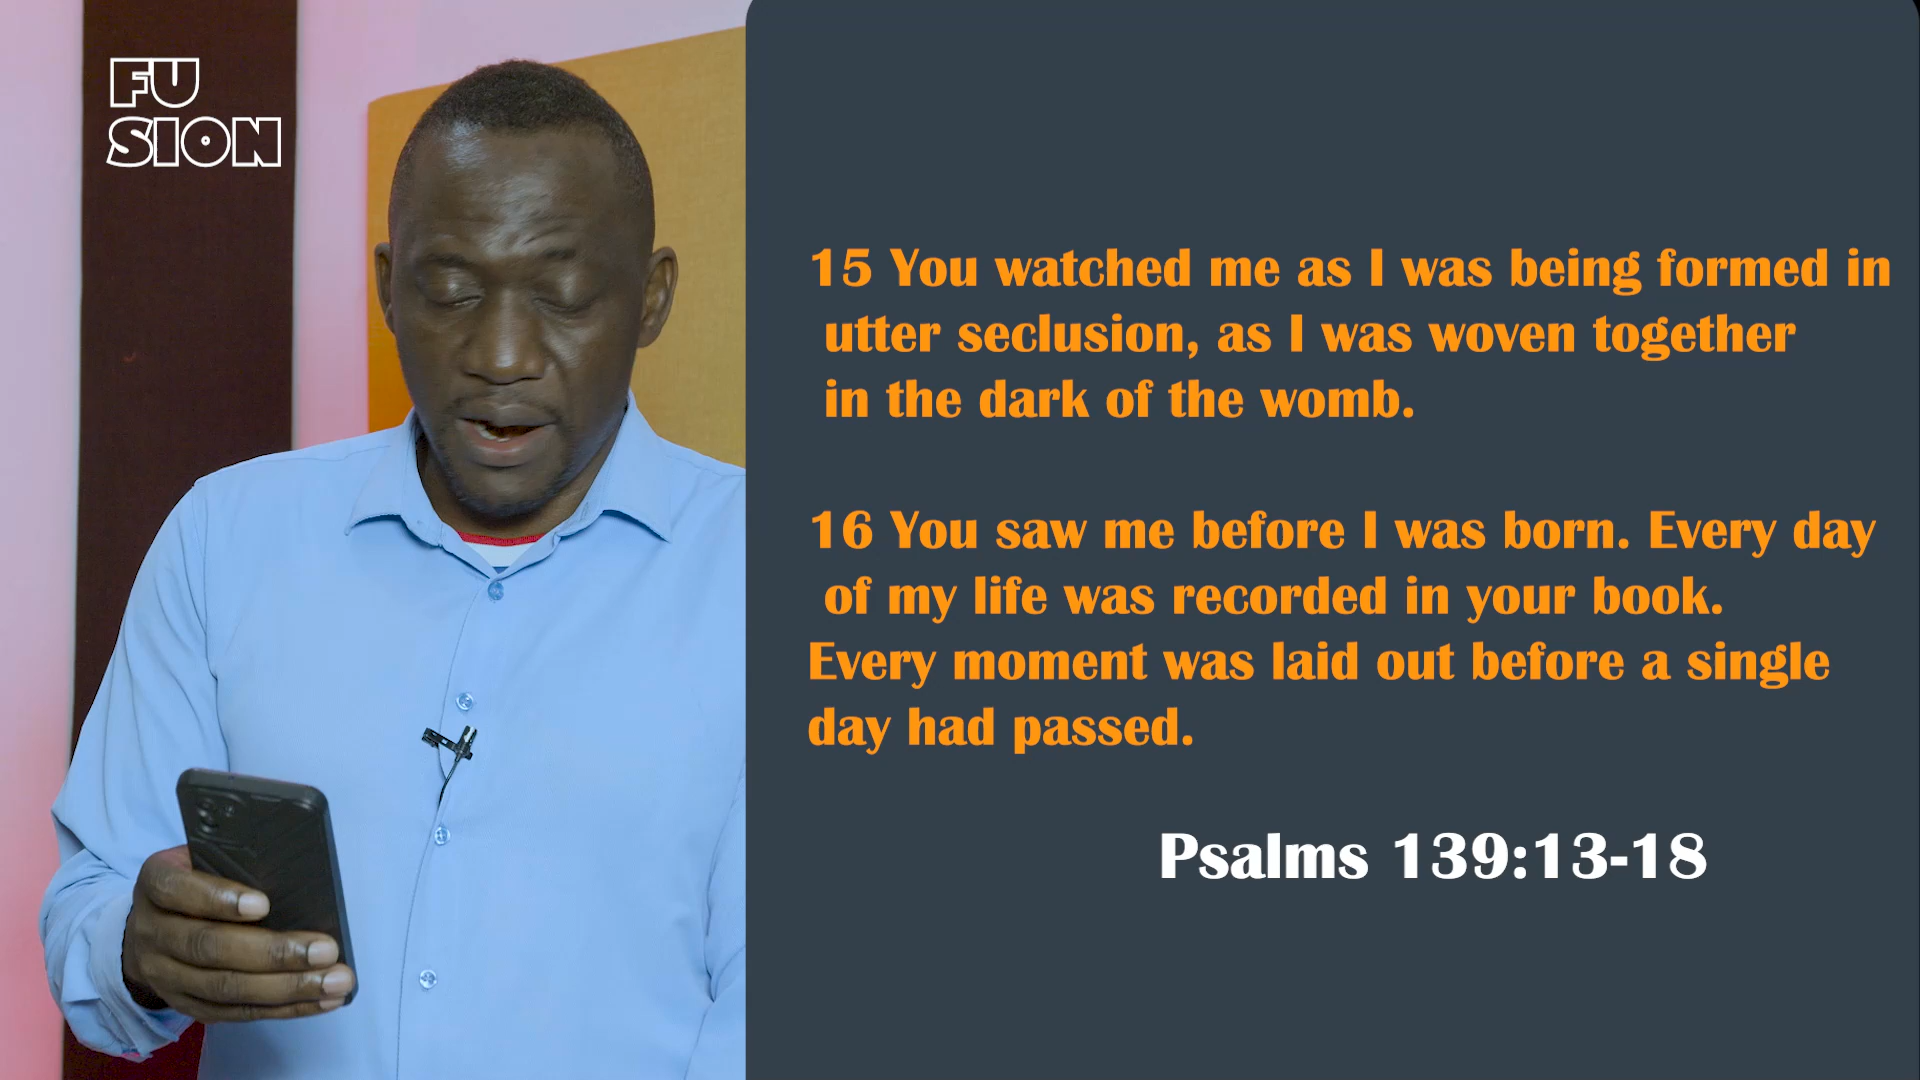 FU
SION
15 You watched me as I was being formed in
utter seclusion, as I was woven together
in the dark of the womb.
16 You saw me before I was born. Every day
of my life was recorded in your book.
Every moment was laid out before a single
day had passed.
Psalms 139:13-18